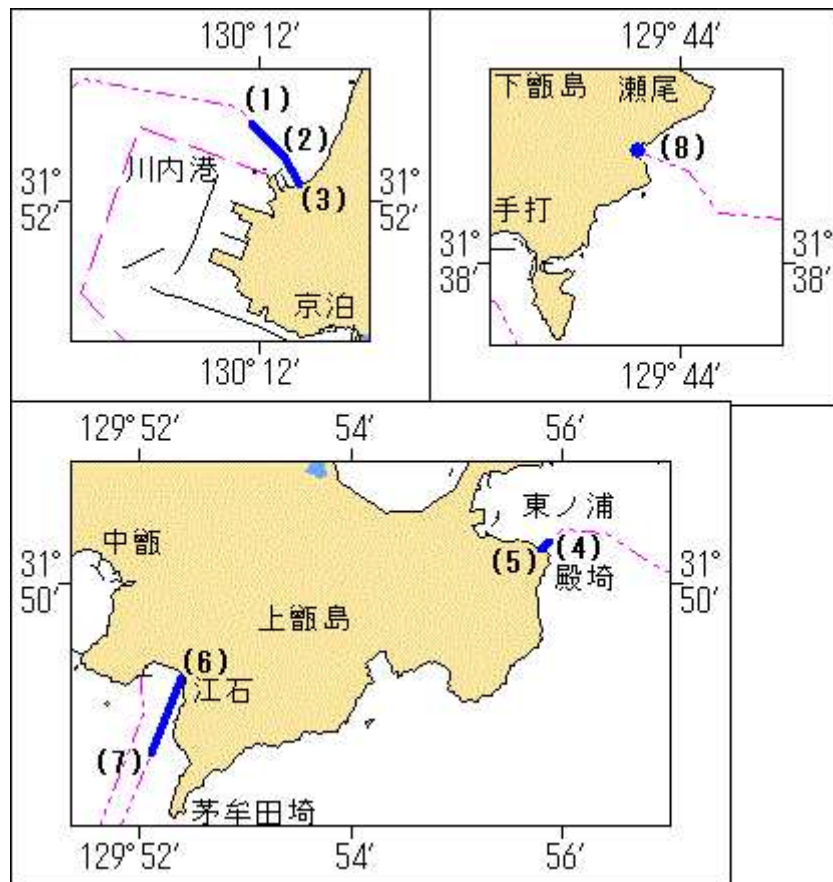 130°12′
(1)
(2)
川内港
(3)
31°
52′
31°
52′
京泊
130°12′
129°44′
下甑島
瀬尾
(8)
手打
31°
38′
31°
38′
129°44′
129°52′
54′
56′
東ノ浦
中甑
(5)
(4)
殿埼
31°
50′
31°
50′
上甑島
(6)
江石
(7)
茅牟田埼
129°52′
54′
56′